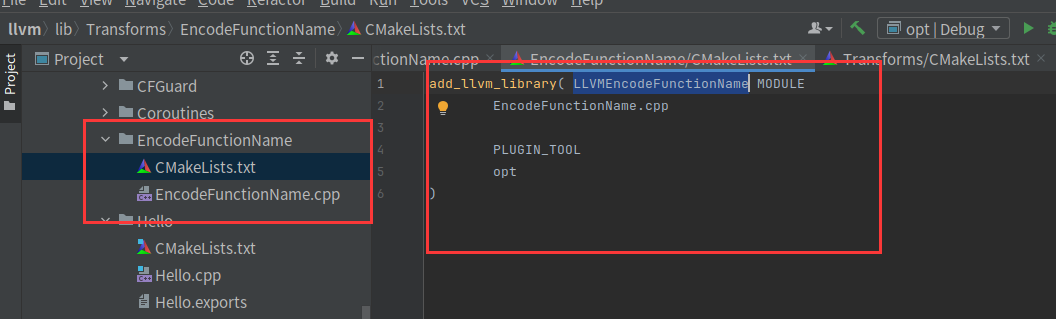 File Edit View Navigate Code Refactor Build Run Tools VCS Window Help
llvm lib Transforms EncodeFunctionName CMakeLists.txt opt | Debug
Project
Project
ctionName.cpp EncodeFunctionName/CMakeLists.txt Transforms/CMakeLists.txt
CFGuard
Coroutines
EncodeFunctionName
CMakeLists.txt
EncodeFunctionName.cpp
Hello
CMakeLists.txt
Hello.cpp
Hello.exports
1 add_llvm_library( LLVMEncodeFunctionName MODULE
2 EncodeFunctionName.cpp
3
4 PLUGIN_TOOL
5 opt
6 )